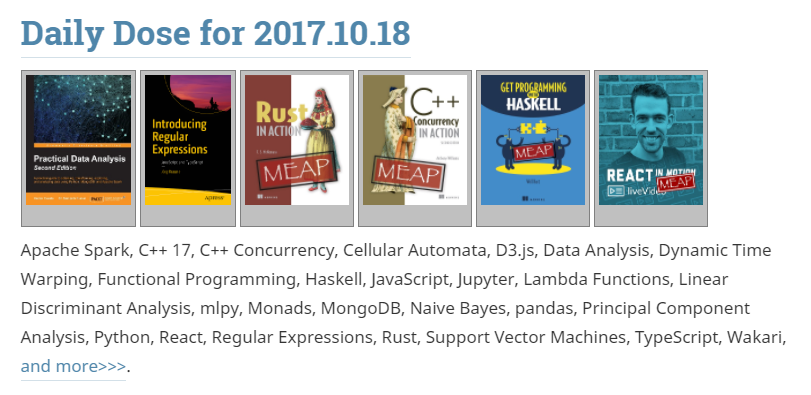 Daily Dose for 2017.10.18
Practical Data Analysis
Second Edition
PACKT
Introducing
Regular
Expressions
Apress
Rust
IN ACTION
MEAP
MANNING
C++
Concurrency
IN ACTION
MEAP
MANNING
GET PROGRAMMING
HASKELL
MEAP
MANNING
REACT IN MOTION
liveVideo
MEAP
Apache Spark, C++ 17, C++ Concurrency, Cellular Automata, D3.js, Data Analysis, Dynamic Time
Warping, Functional Programming, Haskell, JavaScript, Jupyter, Lambda Functions, Linear
Discriminant Analysis, mlpy, Monads, MongoDB, Naive Bayes, pandas, Principal Component
Analysis, Python, React, Regular Expressions, Rust, Support Vector Machines, TypeScript, Wakari,
and more>>>.